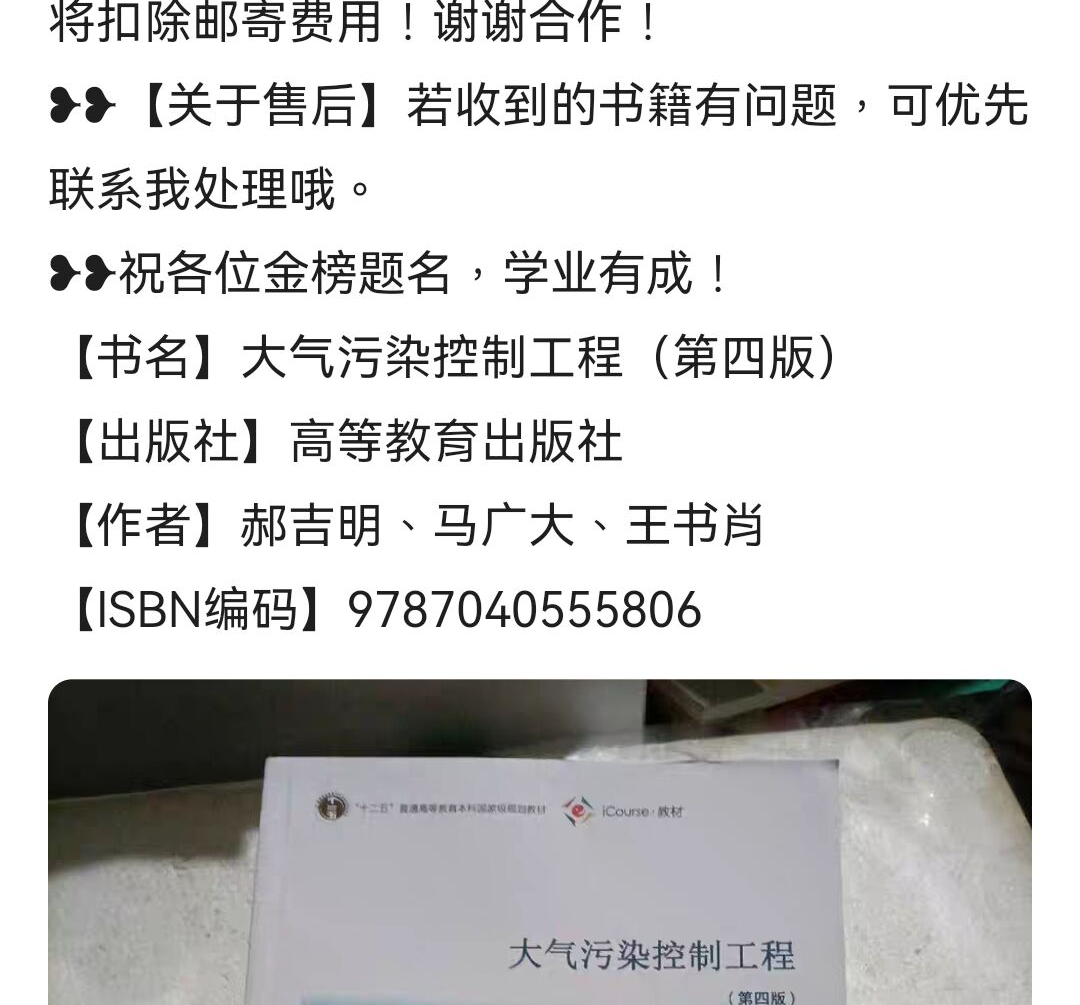 将扣除邮寄费用！谢谢合作！
❥❥【关于售后】若收到的书籍有问题，可优先
联系我处理哦。
❥❥祝各位金榜题名，学业有成！
【书名】大气污染控制工程（第四版）
【出版社】高等教育出版社
【作者】郝吉明、马广大、王书肖
【ISBN编码】9787040555806
"十二五"普通高等教育本科国家级规划教材 iCourse·教材
大气污染控制工程
（第四版）